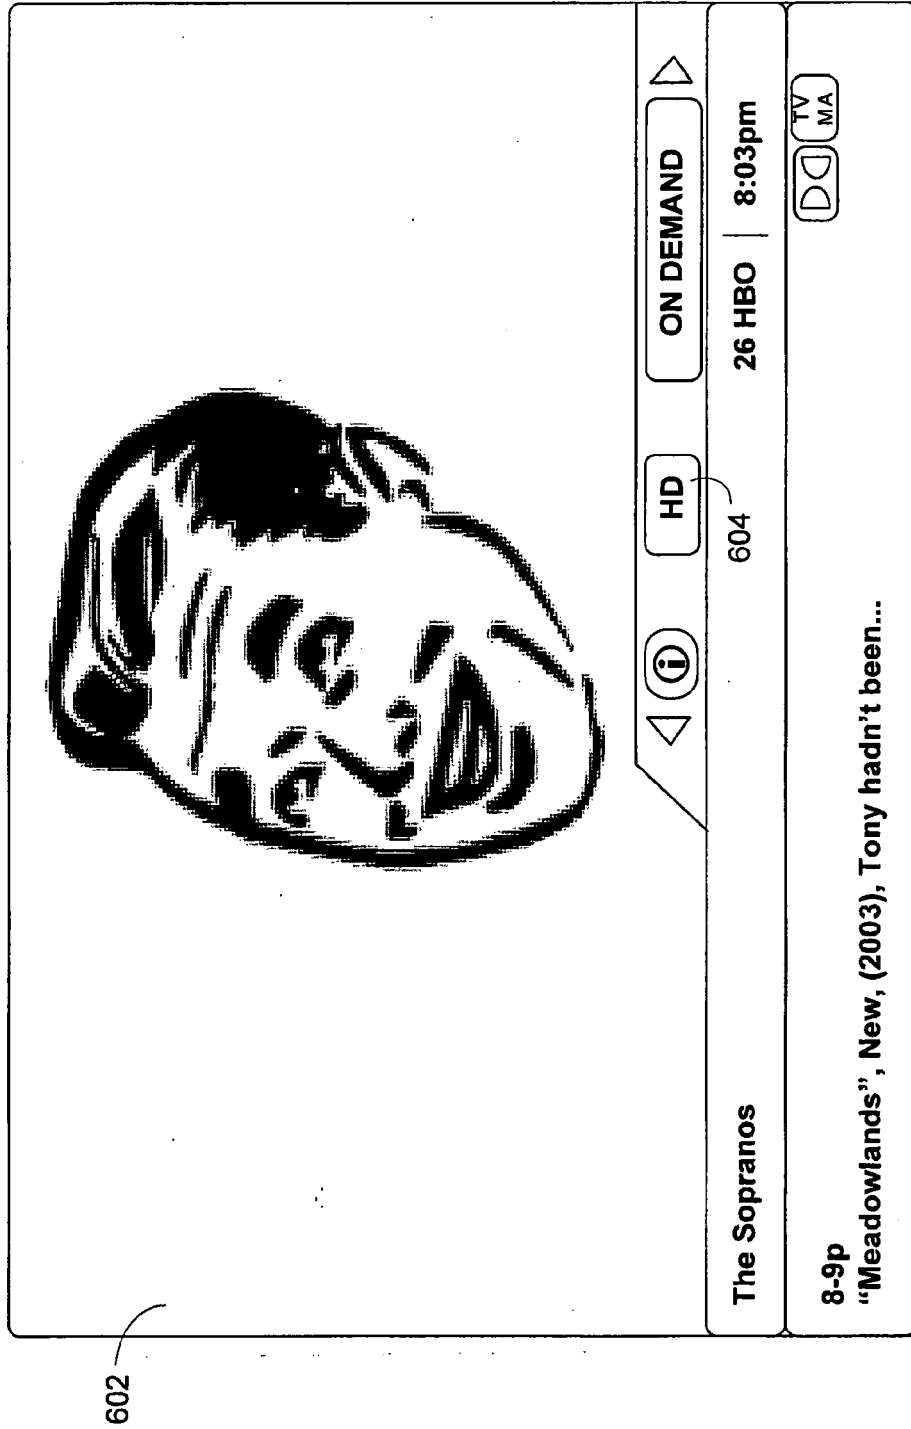 602
HD
ON DEMAND
604
The Sopranos 26 HBO 8:03pm
8-9p
TV
MA
“Meadowlands”, New, (2003), Tony hadn't been...